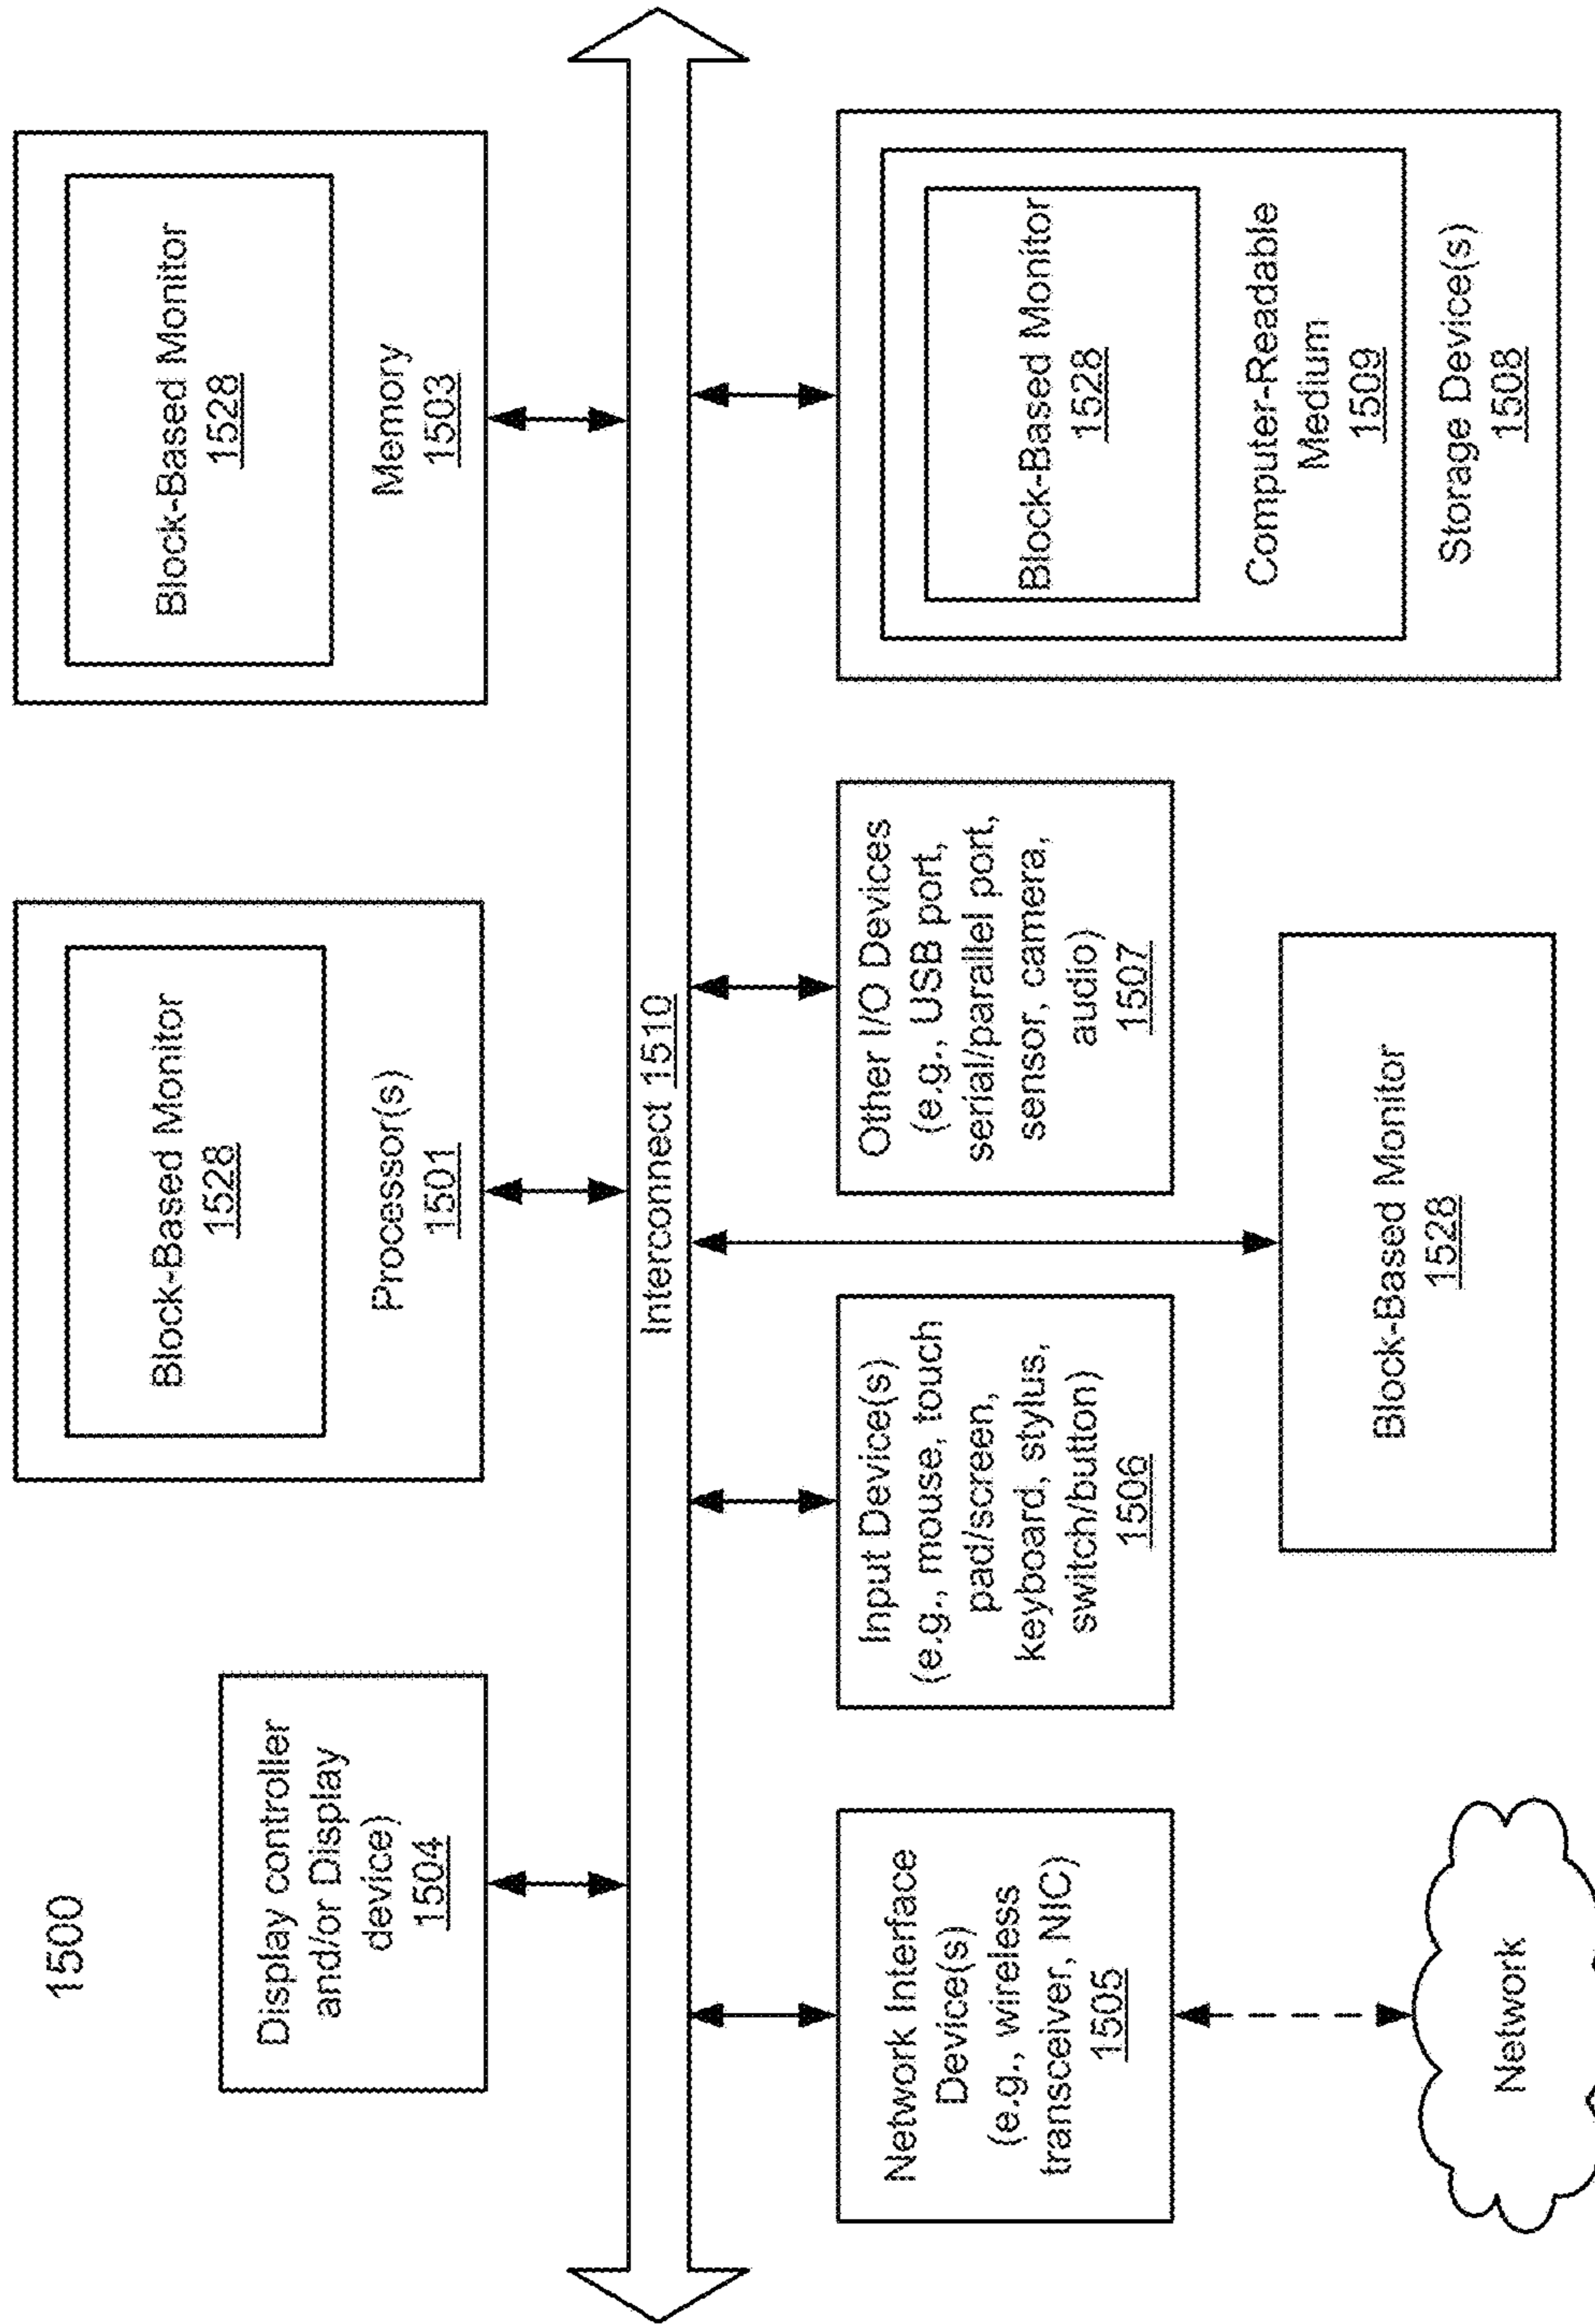 1500
Display controller
and/or Display
device)
1504
Block-Based Monitor
1528
Processor(s)
1501
Block-Based Monitor
1528
Memory
1503
Interconnect 1510
Network Interface
Device(s)
(e.g., wireless
transceiver, NIC)
1505
Input Device(s)
(e.g., mouse, touch
pad/screen,
keyboard, stylus,
switch/button)
1506
Other I/O Devices
(e.g., USB port,
serial/parallel port,
sensor, camera,
audio)
1507
Block-Based Monitor
1528
Computer-Readable
Medium
1509
Storage Device(s)
1508
Network
Block-Based Monitor
1528